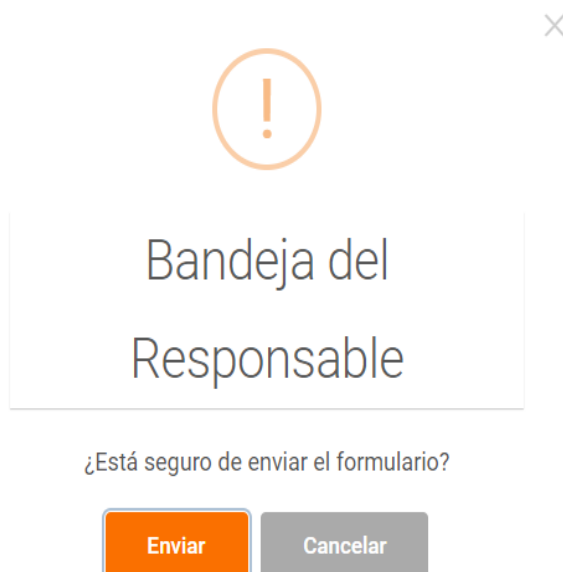 Bandeja del
Responsable
¿Está seguro de enviar el formulario?
Enviar
Cancelar